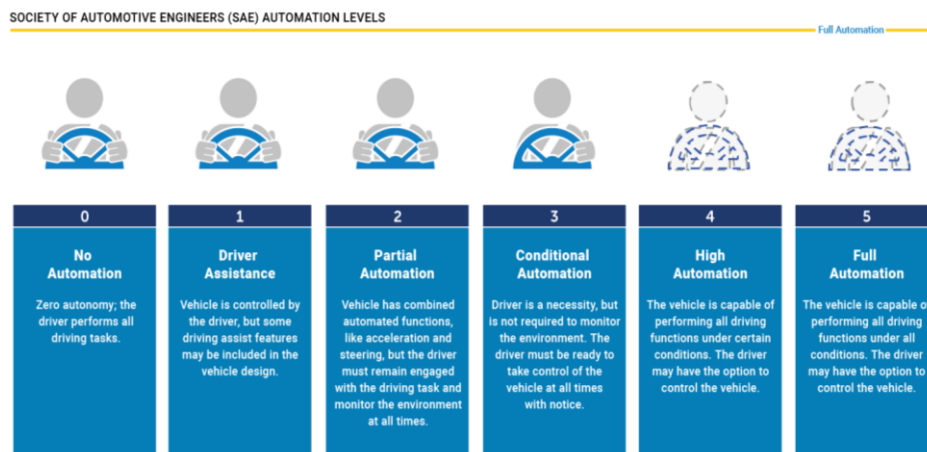 SOCIETY OF AUTOMOTIVE ENGINEERS (SAE) AUTOMATION LEVELS
Full Automation
0
No
Automation
Zero autonomy; the
driver performs all
driving tasks.
1
Driver
Assistance
Vehicle is controlled by
the driver, but some
driving assist features
may be included in the
vehicle design.
2
Partial
Automation
Vehicle has combined
automated functions,
like acceleration and
steering, but the driver
must remain engaged
with the driving task and
monitor the environment
at all times.
3
Conditional
Automation
Driver is a necessity, but
is not required to monitor
the environment. The
driver must be ready to
take control of the
vehicle at all times
with notice.
4
High
Automation
The vehicle is capable of
performing all driving
functions under certain
conditions. The driver
may have the option to
control the vehicle.
5
Full
Automation
The vehicle is capable o
performing all driving
functions under all
conditions. The driver
may have the option to
control the vehicle.